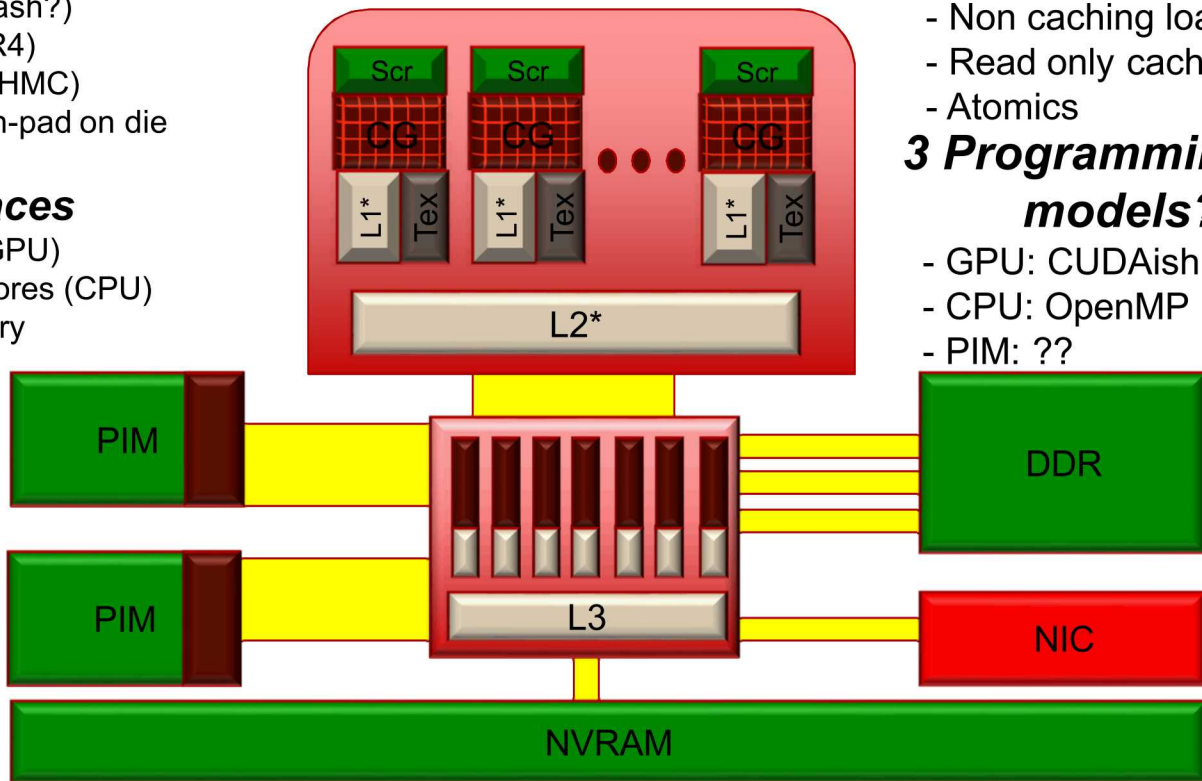 ash?)
R4)
HMC)
h-pad on die
aces
GPU)
ores (CPU)
ry
Scr Scr Scr
CG CG CG
L1* Tex L1* Tex L1* Tex
L2*
- Non caching loa
- Read only cach
- Atomics
3 Programmi
models?
- GPU: CUDAish
- CPU: OpenMP
- PIM: ??
PIM
DDR
PIM
L3
NIC
NVRAM